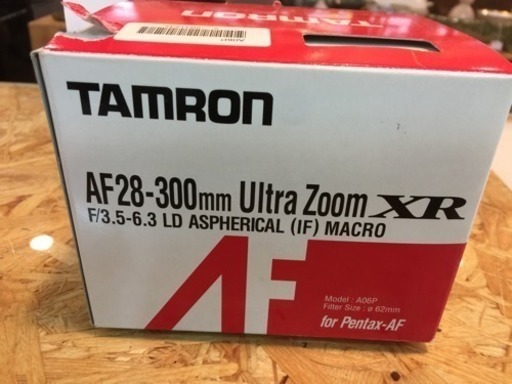 TAMRON
TAMRON
AF28-300mm Ultra Zoom XR
F/3.5-6.3 LD ASPHERICAL (IF) MACRO
AF
Model : A06P
Filter Size : ø 62mm
for Pentax-AF